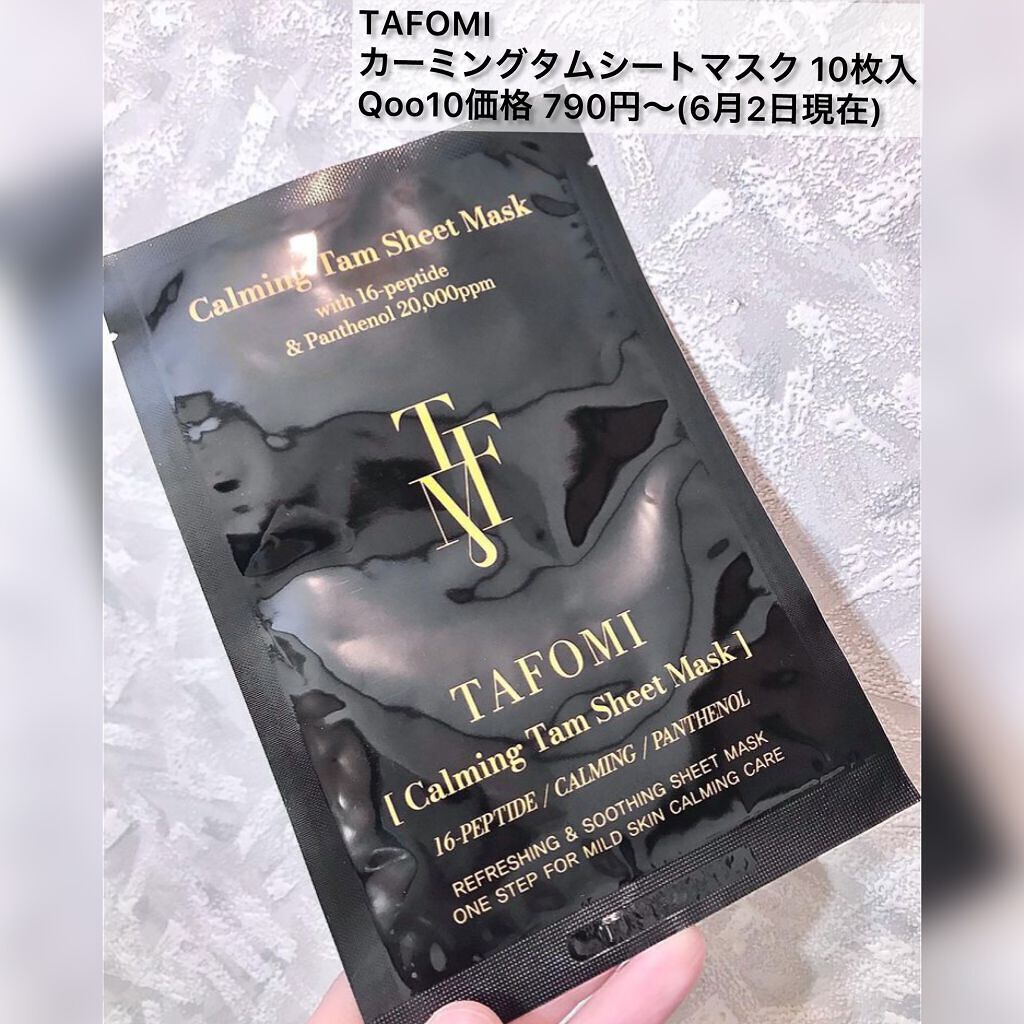 TAFOMI
カーミングタムシートマスク 10枚入
Qoo10価格 790円〜(6月2日現在)
Calming Tam Sheet Mask
with 16-peptide
& Panthenol 20,000ppm
TAFOMI
[ Calming Tam Sheet Mask ]
16-PEPTIDE / CALMING / PANTHENOL
REFRESHING & SOOTHING SHEET MASK
ONE STEP FOR MILD SKIN CALMING CARE